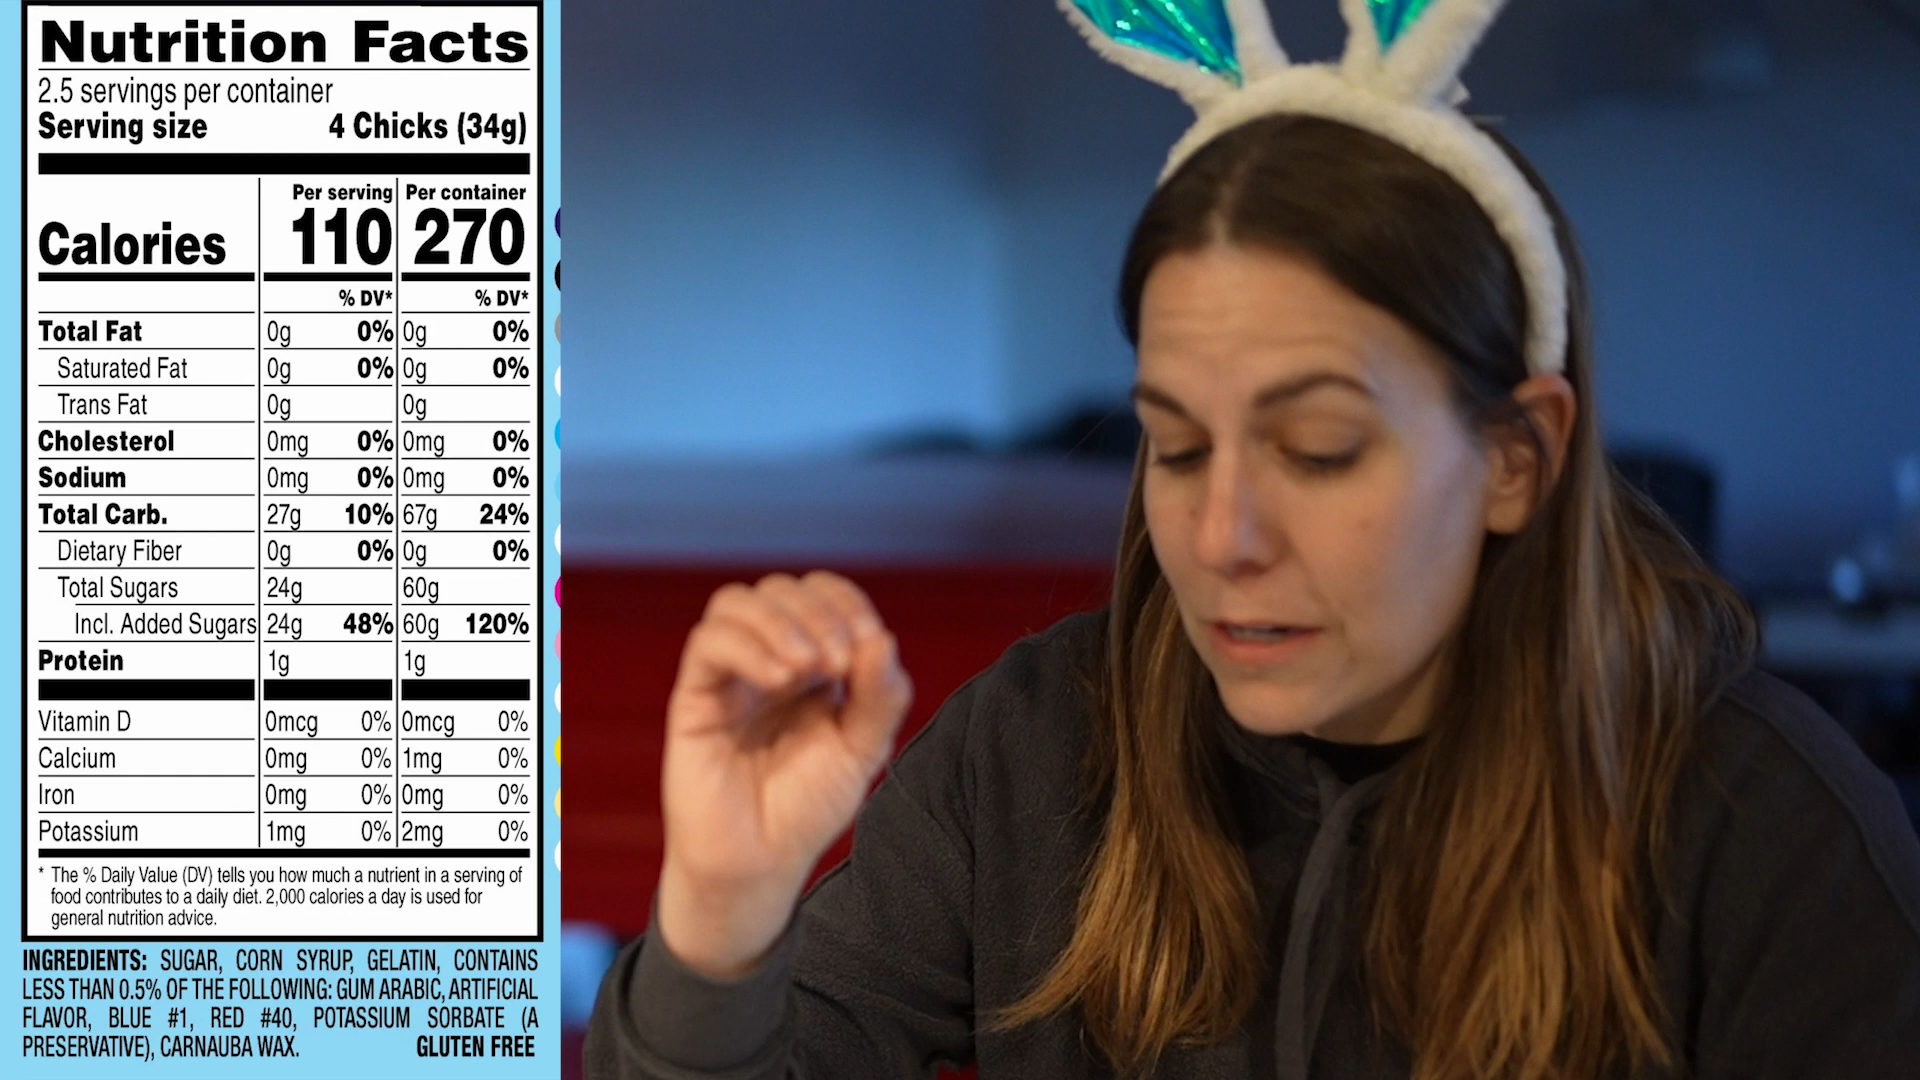 Nutrition Facts
2.5 servings per container
Serving size 4 Chicks (34g)
Per serving Per container
Calories 110 270
% DV* % DV*
Total Fat 0g 0% 0g 0%
Saturated Fat 0g 0% 0g 0%
Trans Fat 0g 0g
Cholesterol 0mg 0% 0mg 0%
Sodium 0mg 0% 0mg 0%
Total Carb. 27g 10% 67g 24%
Dietary Fiber 0g 0% 0g 0%
Total Sugars 24g 60g
Incl. Added Sugars 24g 48% 60g 120%
Protein 1g 1g
Vitamin D 0mcg 0% 0mcg 0%
Calcium 0mg 0% 1mg 0%
Iron 0mg 0% 0mg 0%
Potassium 1mg 0% 2mg 0%
* The % Daily Value (DV) tells you how much a nutrient in a serving of
food contributes to a daily diet. 2,000 calories a day is used for
general nutrition advice.
INGREDIENTS: SUGAR, CORN SYRUP, GELATIN, CONTAINS
LESS THAN 0.5% OF THE FOLLOWING: GUM ARABIC, ARTIFICIAL
FLAVOR, BLUE #1, RED #40, POTASSIUM SORBATE (A
PRESERVATIVE), CARNAUBA WAX. GLUTEN FREE